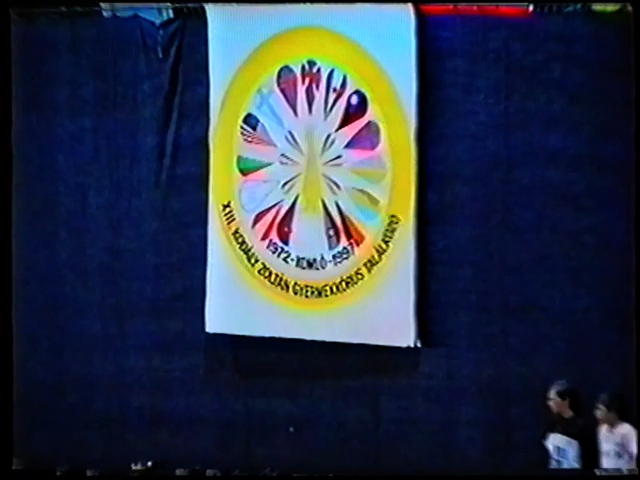 1972-KOMLÓ-1997
XIII. KODÁLY ZOLTÁN GYERMEKKÓRUS TALÁLKOZÓ